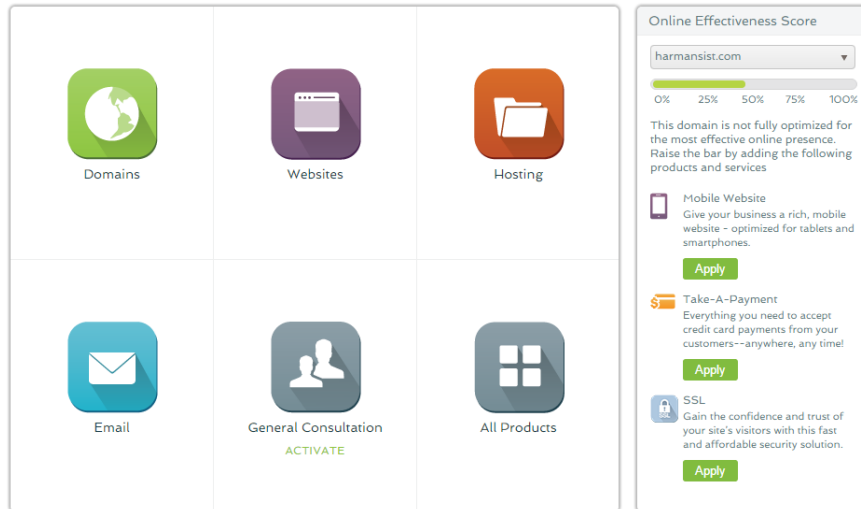 Domains
Websites
Hosting
Email
General Consultation
ACTIVATE
All Products
Online Effectiveness Score
harmansist.com
0% 25% 50% 75% 100%
This domain is not fully optimized for
the most effective online presence.
Raise the bar by adding the following
products and services
Mobile Website
Give your business a rich, mobile
website - optimized for tablets and
smartphones.
Apply
Take-A-Payment
Everything you need to accept
credit card payments from your
customers--anywhere, any time!
Apply
SSL
Gain the confidence and trust of
your site's visitors with this fast
and affordable security solution.
Apply